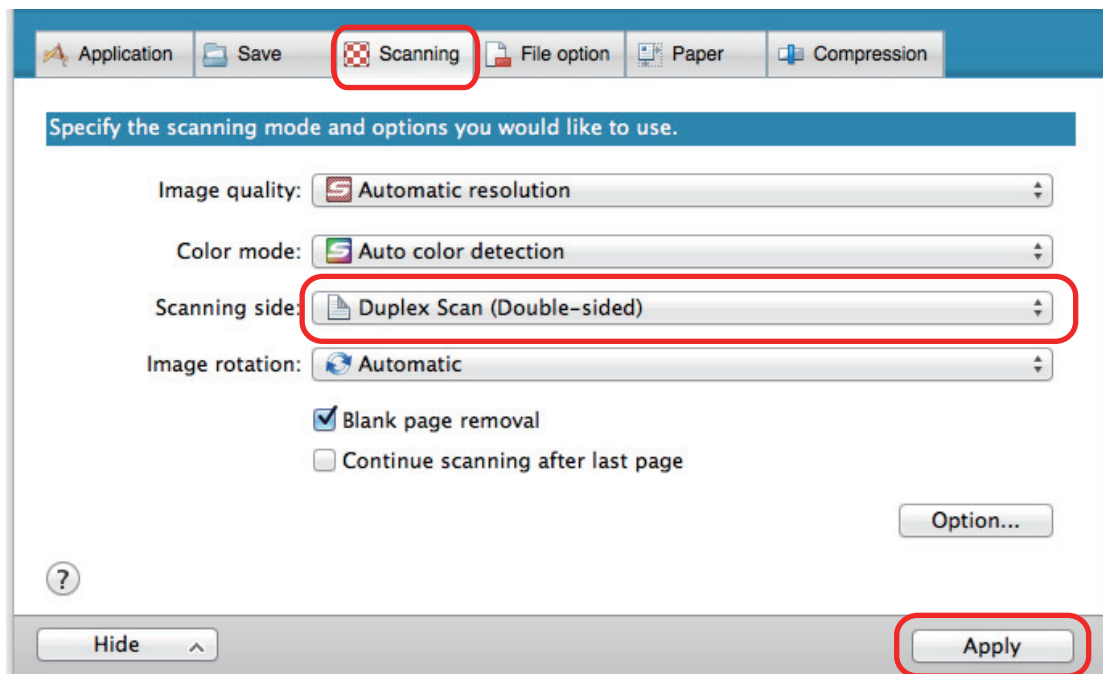 Application Save Scanning File option Paper Compression
Specify the scanning mode and options you would like to use.
Image quality: Automatic resolution
Color mode: Auto color detection
Scanning side: Duplex Scan (Double-sided)
Image rotation: Automatic
Blank page removal
Continue scanning after last page
Option...
?
Hide Apply